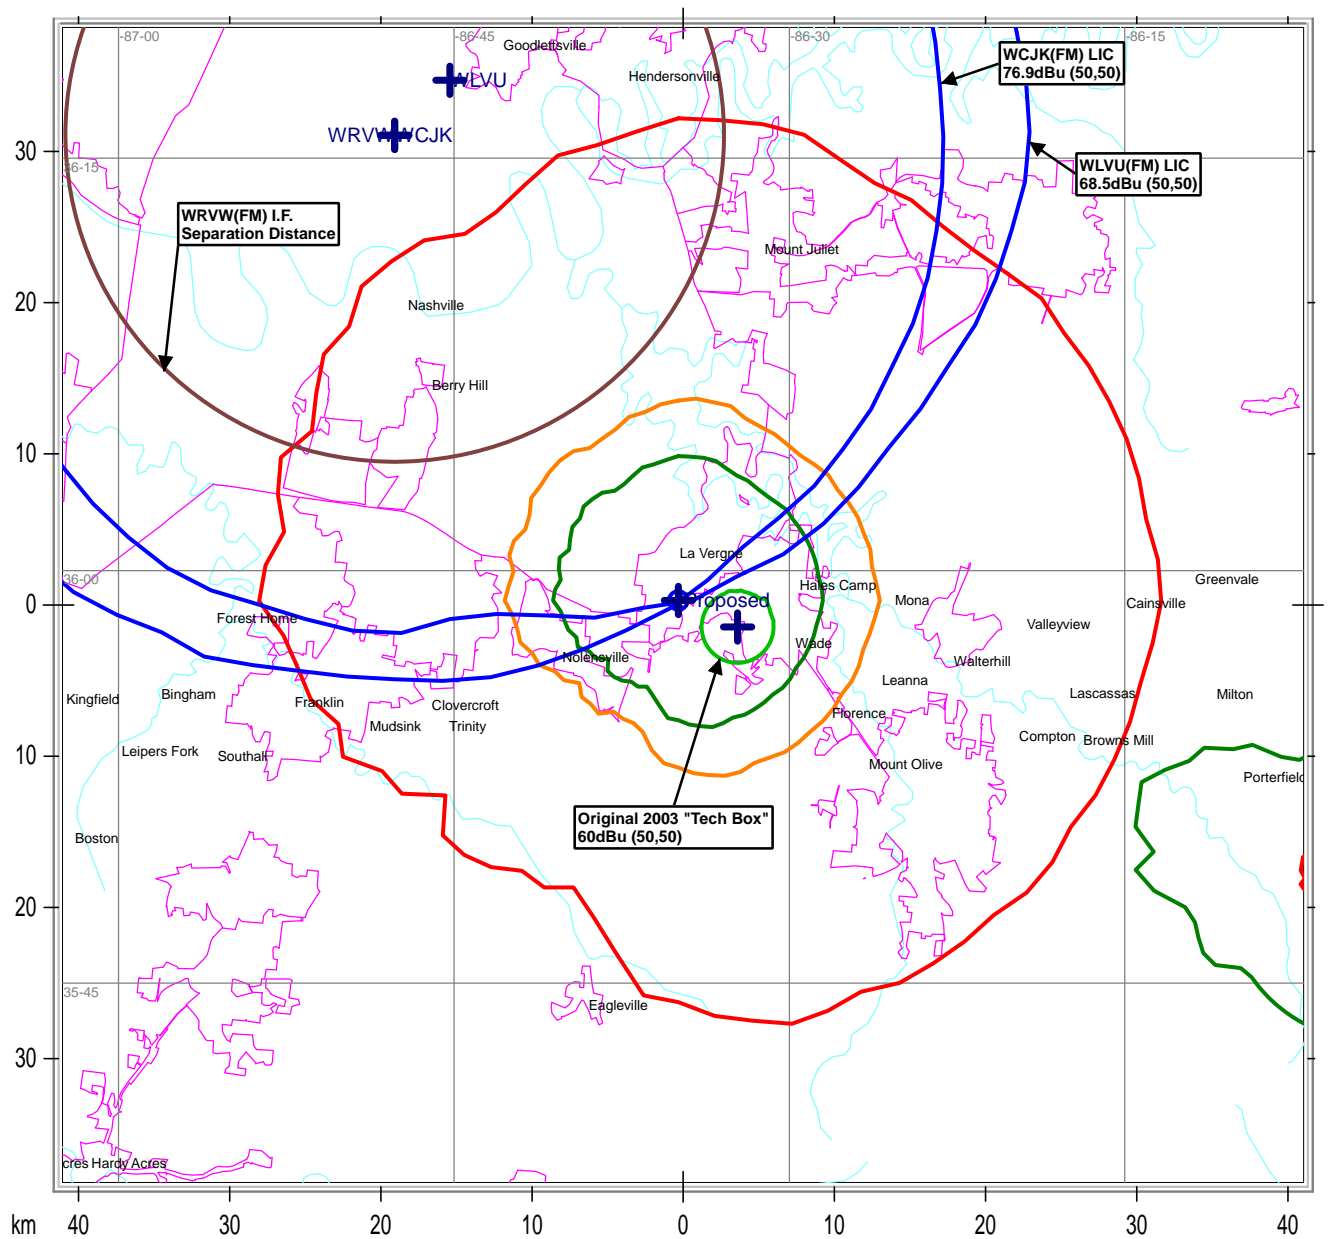 -87-00
-86-45
-86-30
-86-15
Goodlettsville
Hendersonville
WCJK(FM) LIC
76.9dBu (50,50)
WLVU
WRVW
WCJK
30
36-15
WLVU(FM) LIC
68.5dBu (50,50)
WRVW(FM) I.F.
Separation Distance
Mount Juliet
20
Nashville
Berry Hill
10
La Vergne
36-00
Hales Camp
Greenvale
0
Mona
Cainsville
Forest Home
Valleyview
Wade
Nolensville
Walterhill
Leanna
Kingfield
Bingham
Franklin
Clovercroft
Lascassas
Milton
Mudsink
Trinity
Florence
Compton
Browns Mill
Leipers Fork
Southall
10
Mount Olive
Porterfield
Original 2003 "Tech Box"
60dBu (50,50)
Boston
20
35-45
Eagleville
30
cres Hardy Acres
km
40
30
20
10
0
10
20
30
40